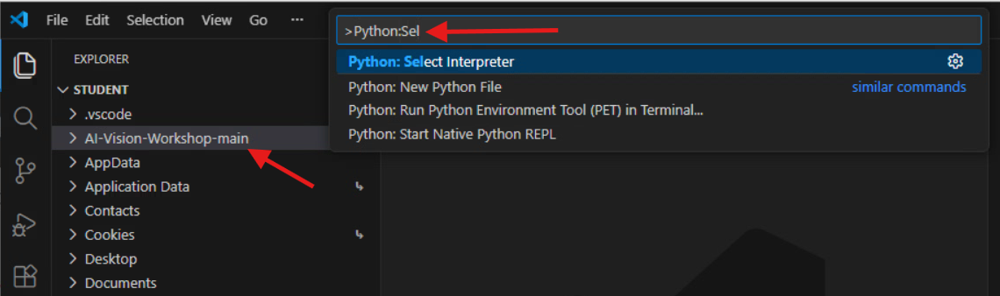 File Edit Selection View Go ···
>Python:Sel
Python: Select Interpreter
Python: New Python File similar commands
Python: Run Python Environment Tool (PET) in Terminal...
Python: Start Native Python REPL
EXPLORER
STUDENT
.vscode
AI-Vision-Workshop-main
AppData
Application Data
Contacts
Cookies
Desktop
Documents